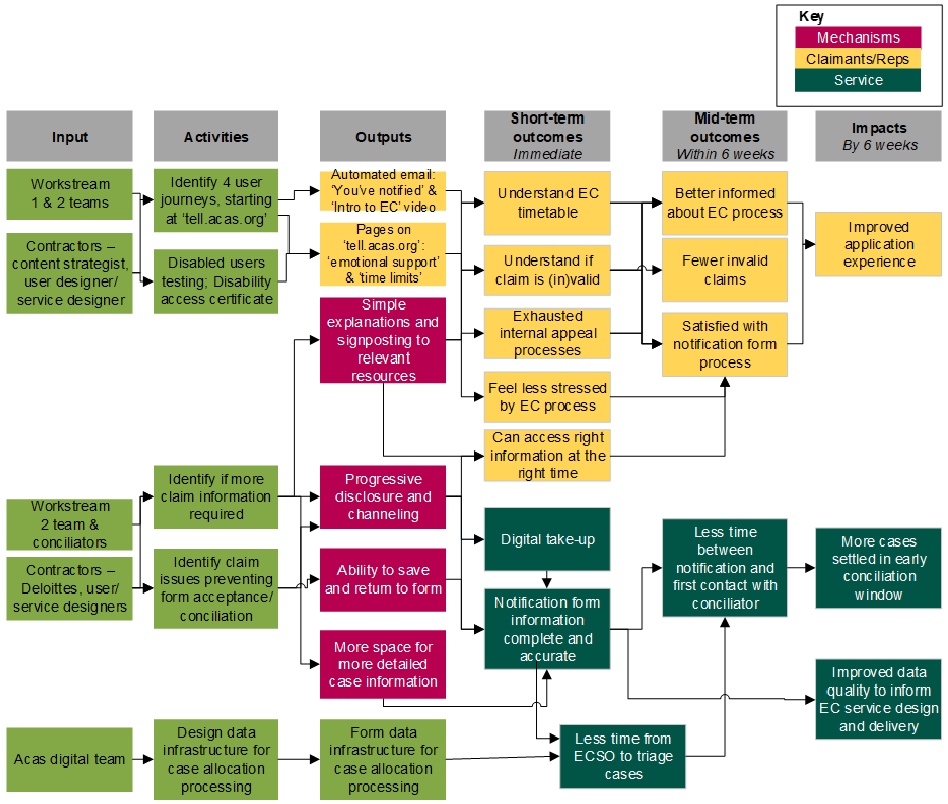 Key
Mechanisms
Claimants/Reps
Service
Input
Activities
Outputs
Short-term
outcomes
Immediate
Mid-term
outcomes
Within 6 weeks
Impacts
By 6 weeks
Workstream
1 & 2 teams
Contractors –
content strategist,
user designer/
service designer
Identify 4 user
journeys, starting
at ‘tell.acas.org’
Disabled users
testing; Disability
access certificate
Automated email:
‘You’ve notified’ &
‘Intro to EC’ video
Pages on
‘tell.acas.org’:
‘emotional support’
& ‘time limits’
Simple
explanations and
signposting to
relevant
resources
Understand EC
timetable
Understand if
claim is (in)valid
Exhausted
internal appeal
processes
Feel less stressed
by EC process
Can access right
information at the
right time
Better informed
about EC process
Fewer invalid
claims
Satisfied with
notification form
process
Improved
application
experience
Workstream
2 team &
conciliators
Contractors –
Deloittes, user/
service designers
Identify if more
claim information
required
Identify claim
issues preventing
form acceptance/
conciliation
Progressive
disclosure and
channeling
Ability to save
and return to form
More space for
more detailed
case information
Digital take-up
Notification form
information
complete and
accurate
Less time
between
notification and
first contact with
conciliator
More cases
settled in early
conciliation
window
Improved data
quality to inform
EC service design
and delivery
Acas digital team
Design data
infrastructure for
case allocation
processing
Form data
infrastructure for
case allocation
processing
Less time from
ECSO to triage
cases